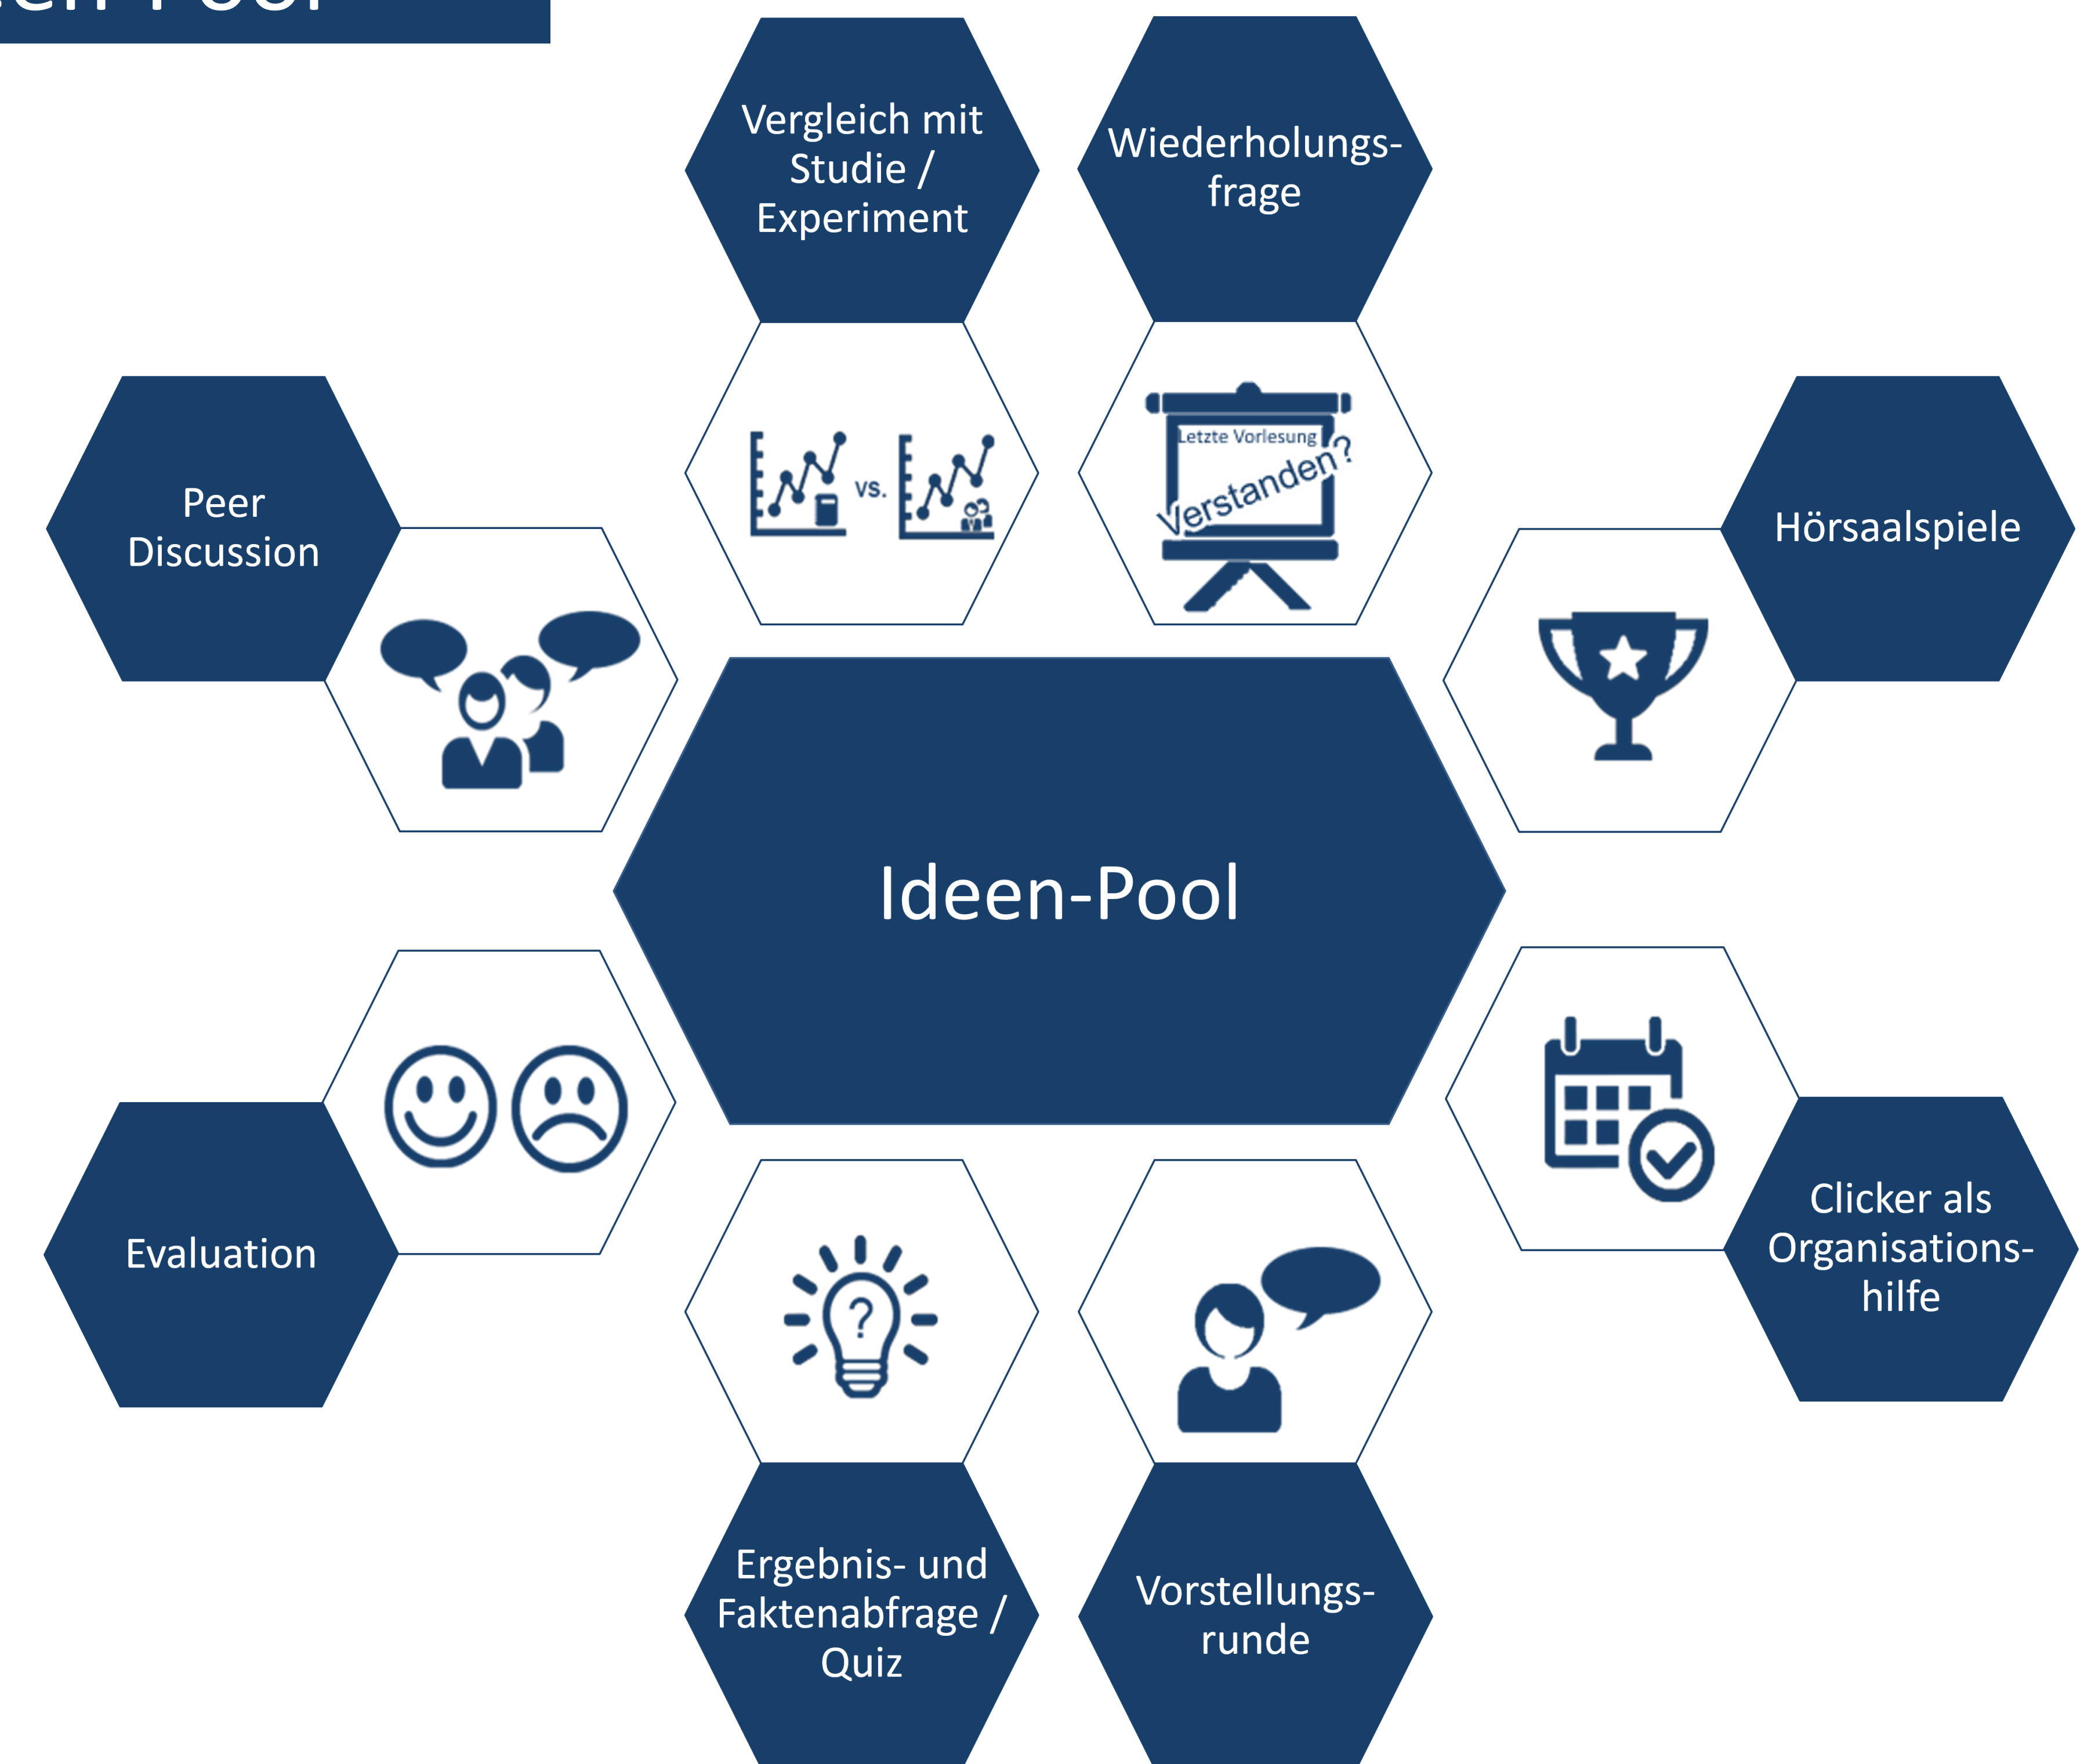 Vergleich mit
Studie /
Experiment
Wiederholungs-
frage
Peer
Discussion
vs.
Letzte Vorlesung
Verstanden?
Hörsaalspiele
Ideen-Pool
Evaluation
?
Clicker als
Organisations-
hilfe
Ergebnis- und
Faktenabfrage /
Quiz
Vorstellungs-
runde